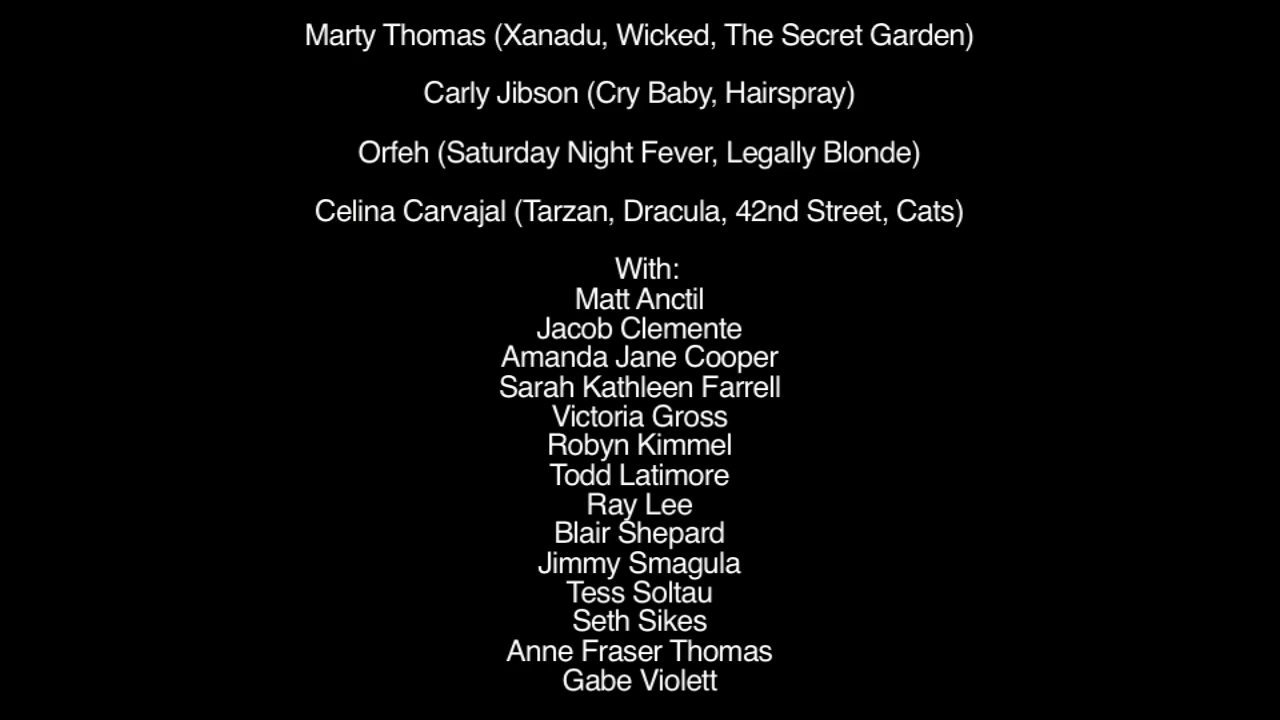 Marty Thomas (Xanadu, Wicked, The Secret Garden)
Carly Jibson (Cry Baby, Hairspray)
Orfeh (Saturday Night Fever, Legally Blonde)
Celina Carvajal (Tarzan, Dracula, 42nd Street, Cats)
With:
Matt Anctil
Jacob Clemente
Amanda Jane Cooper
Sarah Kathleen Farrell
Victoria Gross
Robyn Kimmel
Todd Latimore
Ray Lee
Blair Shepard
Jimmy Smagula
Tess Soltau
Seth Sikes
Anne Fraser Thomas
Gabe Violett